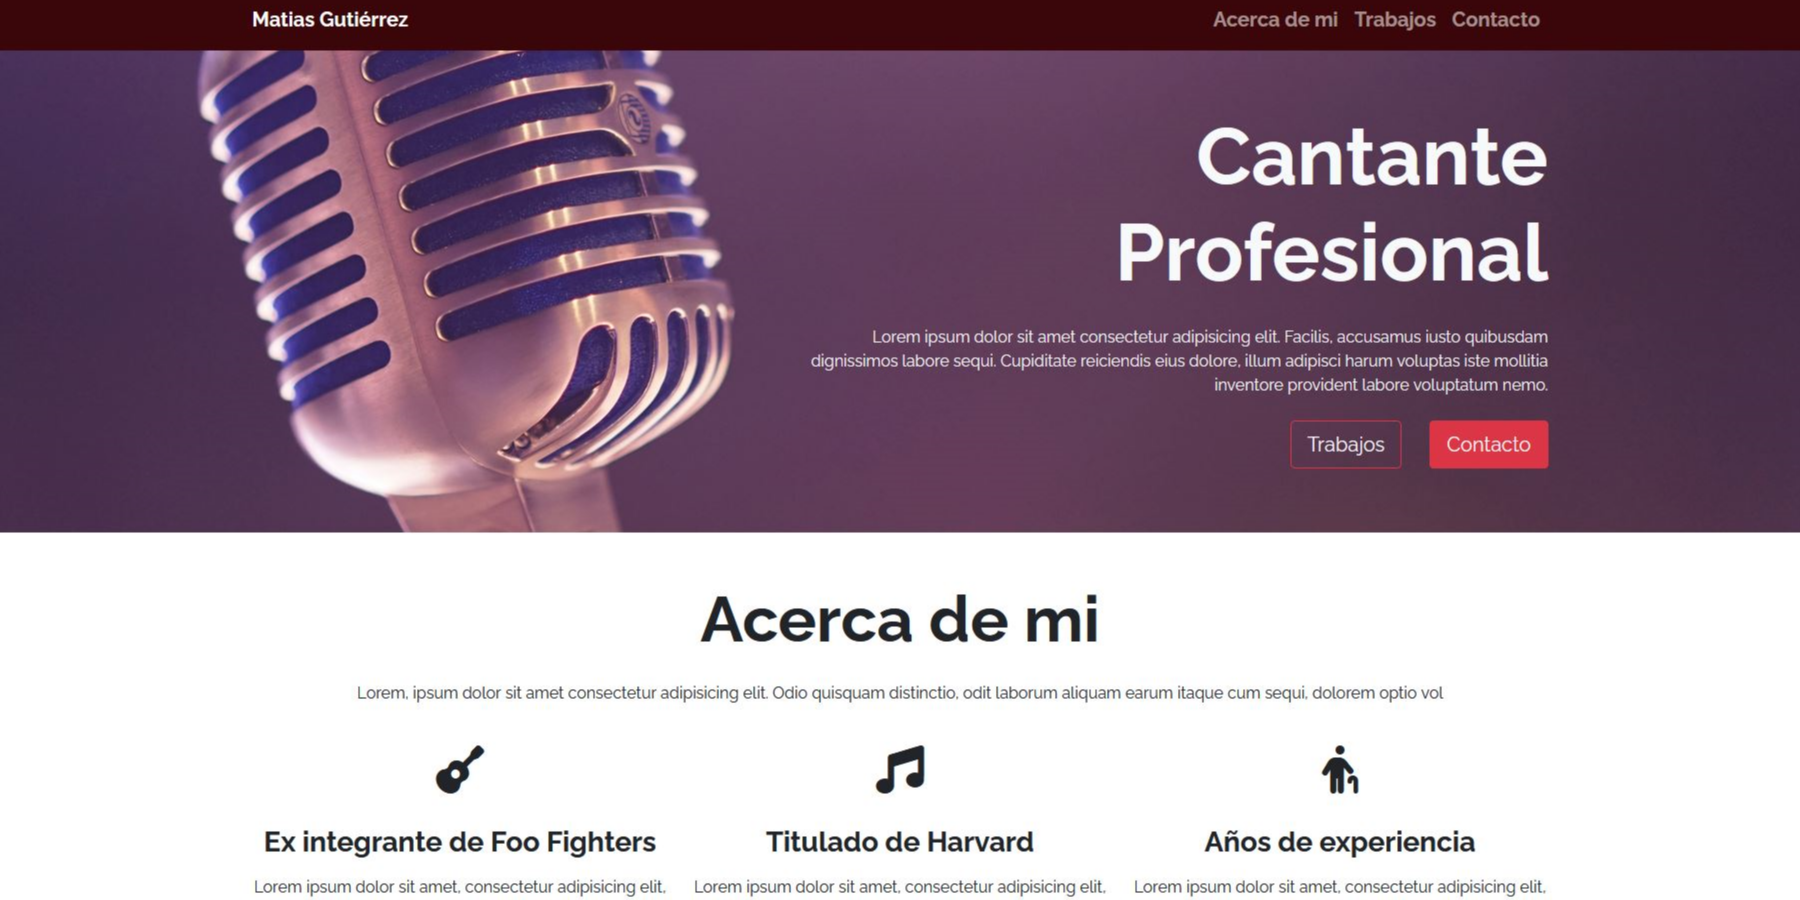 Matias Gutiérrez
Acerca de mi Trabajos Contacto
Cantante
Profesional
Lorem ipsum dolor sit amet consectetur adipisicing elit. Facilis, accusamus iusto quibusdam
dignissimos labore sequi. Cupiditate reiciendis eius dolore, illum adipisci harum voluptas iste mollitia
inventore provident labore voluptatum nemo.
Trabajos Contacto
Acerca de mi
Lorem, ipsum dolor sit amet consectetur adipisicing elit. Odio quisquam distinctio, odit laborum aliquam earum itaque cum sequi, dolorem optio vol
Ex integrante de Foo Fighters
Lorem ipsum dolor sit amet, consectetur adipisicing elit.
Titulado de Harvard
Lorem ipsum dolor sit amet, consectetur adipisicing elit.
Años de experiencia
Lorem ipsum dolor sit amet, consectetur adipisicing elit.